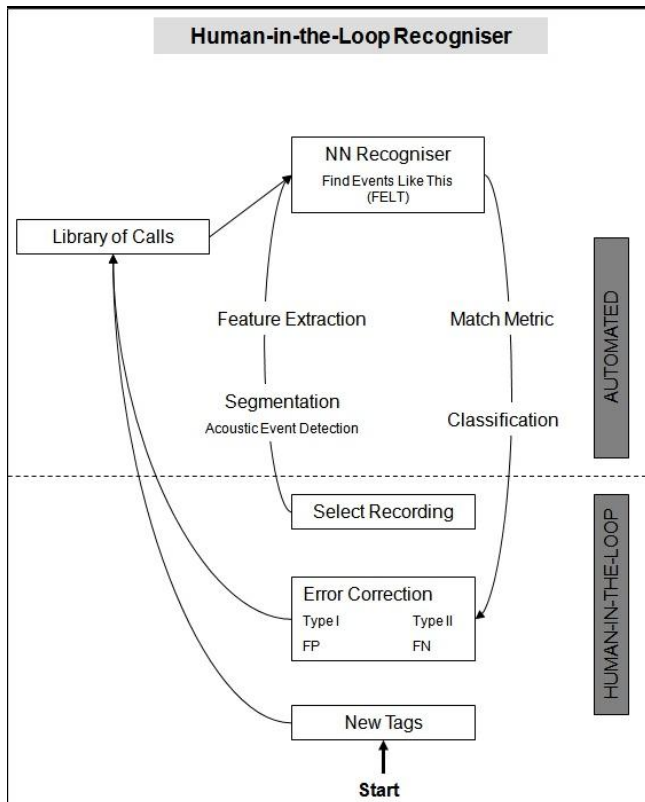 Human-in-the-Loop Recogniser
NN Recogniser
Find Events Like This
(FELT)
Library of Calls
Feature Extraction
Match Metric
AUTOMATED
Segmentation
Acoustic Event Detection
Classification
Select Recording
HUMAN-IN-THE-LOOP
Error Correction
Type I Type II
FP FN
New Tags
Start